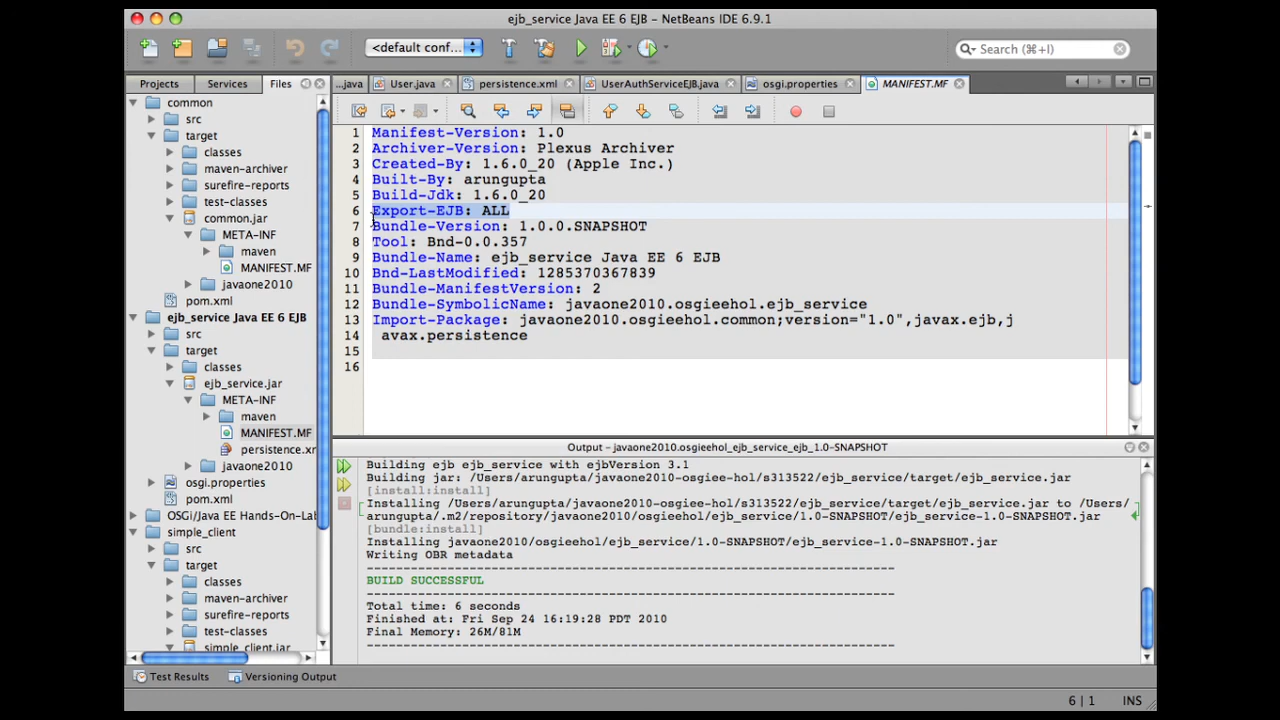 ejb_service Java EE 6 EJB - NetBeans IDE 6.9.1
<default conf...
Search (⌘+I)
Projects
Services
Files
...java
User.java
persistence.xml
UserAuthServiceEJB.java
osgi.properties
MANIFEST.MF
common
src
target
classes
maven-archiver
surefire-reports
test-classes
common.jar
META-INF
maven
MANIFEST.MF
javaone2010
pom.xml
ejb_service Java EE 6 EJB
src
target
classes
ejb_service.jar
META-INF
maven
MANIFEST.MF
persistence.xr
javaone2010
osgi.properties
pom.xml
OSGi/Java EE Hands-On-Lab
simple_client
src
target
classes
maven-archiver
surefire-reports
test-classes
simple_client.jar
1 Manifest-Version: 1.0
2 Archiver-Version: Plexus Archiver
3 Created-By: 1.6.0_20 (Apple Inc.)
4 Built-By: arungupta
5 Build-Jdk: 1.6.0_20
6 Export-EJB: ALL
7 Bundle-Version: 1.0.0.SNAPSHOT
8 Tool: Bnd-0.0.357
9 Bundle-Name: ejb_service Java EE 6 EJB
10 Bnd-LastModified: 1285370367839
11 Bundle-ManifestVersion: 2
12 Bundle-SymbolicName: javaone2010.osgieehol.ejb_service
13 Import-Package: javaone2010.osgieehol.common;version="1.0",javax.ejb,j
14 avax.persistence
15
16
Output - javaone2010.osgieehol_ejb_service_ejb_1.0-SNAPSHOT
Building ejb ejb_service with ejbVersion 3.1
Building jar: /Users/arungupta/javaone2010-osgiee-hol/s313522/ejb_service/target/ejb_service.jar
[install:install]
Installing /Users/arungupta/javaone2010-osgiee-hol/s313522/ejb_service/target/ejb_service.jar to /Users/
arungupta/.m2/repository/javaone2010/osgieehol/ejb_service/1.0-SNAPSHOT/ejb_service-1.0-SNAPSHOT.jar
[bundle:install]
Installing javaone2010/osgieehol/ejb_service/1.0-SNAPSHOT/ejb_service-1.0-SNAPSHOT.jar
Writing OBR metadata
------------------------------------------------------------------------
BUILD SUCCESSFUL
------------------------------------------------------------------------
Total time: 6 seconds
Finished at: Fri Sep 24 16:19:28 PDT 2010
Final Memory: 26M/81M
------------------------------------------------------------------------
Test Results
Versioning Output
6 | 1
INS